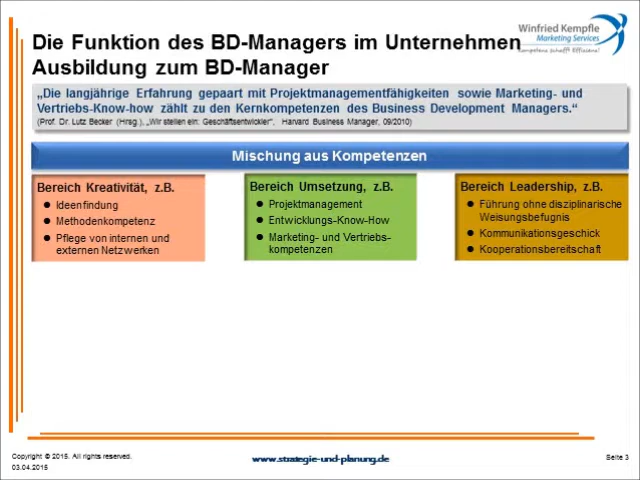 Die Funktion des BD-Managers im Unternehmen
Ausbildung zum BD-Manager
Winfried Kempfle
Marketing Services
Kompetenz schafft Effizienz!
„Die langjährige Erfahrung gepaart mit Projektmanagementfähigkeiten sowie Marketing- und
Vertriebs-Know-how zählt zu den Kernkompetenzen des Business Development Managers.“
(Prof. Dr. Lutz Becker (Hrsg.), „Wir stellen ein: Geschäftsentwickler“, Harvard Business Manager, 09/2010)
Mischung aus Kompetenzen
Bereich Kreativität, z.B.
● Ideenfindung
● Methodenkompetenz
● Pflege von internen und
externen Netzwerken
Bereich Umsetzung, z.B.
● Projektmanagement
● Entwicklungs-Know-How
● Marketing- und Vertriebs-
kompetenzen
Bereich Leadership, z.B.
● Führung ohne disziplinarische
Weisungsbefugnis
● Kommunikationsgeschick
● Kooperationsbereitschaft
Copyright © 2015. All rights reserved.
03.04.2015
www.strategie-und-planung.de
Seite 3